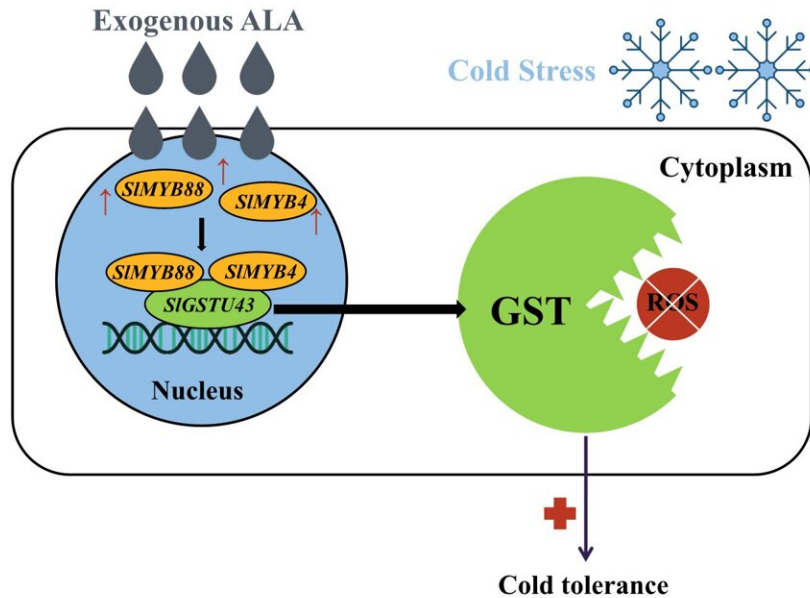 Exogenous ALA
Cold Stress
Cytoplasm
SlMYB88
SlMYB4
SlMYB88
SlMYB4
SlGSTU43
Nucleus
GST
ROS
Cold tolerance